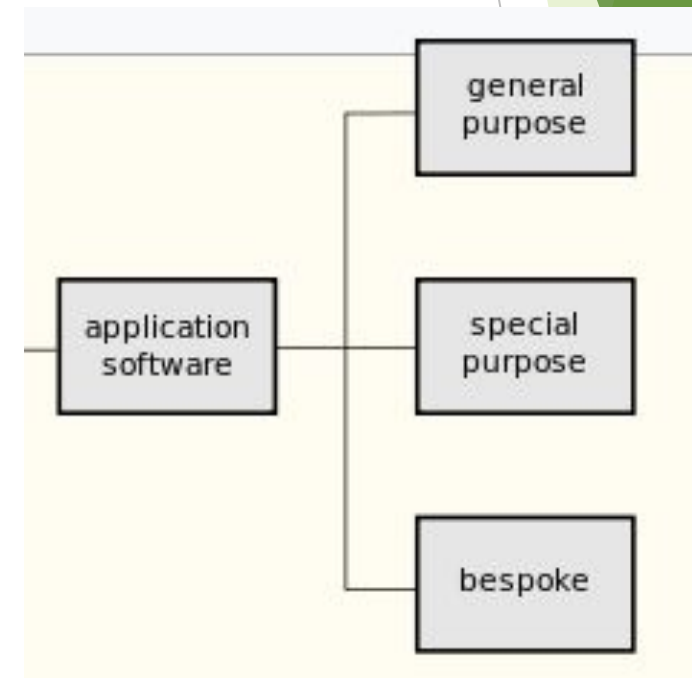 general
purpose
application
software
special
purpose
bespoke